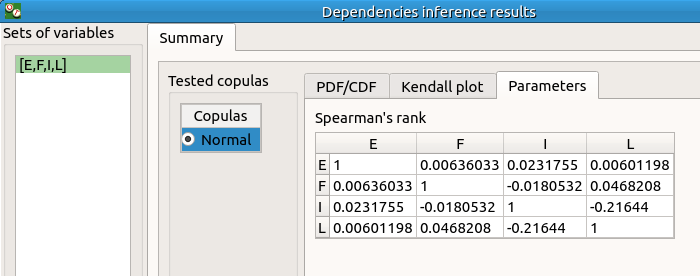 Dependencies inference results
Sets of variables
[E,F,I,L]
Summary
Tested copulas
Copulas
Normal
PDF/CDF Kendall plot Parameters
Spearman's rank
E F I L
E 1 0.00636033 0.0231755 0.00601198
F 0.00636033 1 -0.0180532 0.0468208
I 0.0231755 -0.0180532 1 -0.21644
L 0.00601198 0.0468208 -0.21644 1